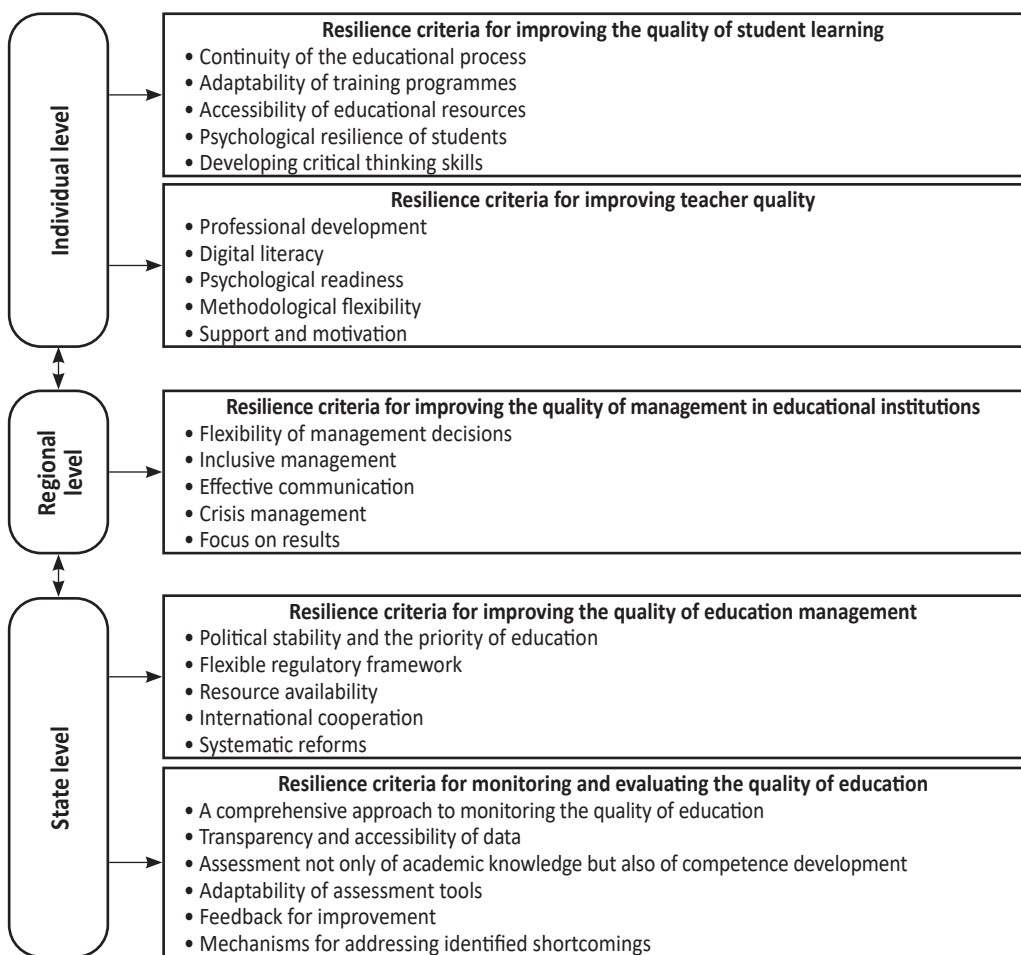 Individual level
Resilience criteria for improving the quality of student learning
• Continuity of the educational process
• Adaptability of training programmes
• Accessibility of educational resources
• Psychological resilience of students
• Developing critical thinking skills
Resilience criteria for improving teacher quality
• Professional development
• Digital literacy
• Psychological readiness
• Methodological flexibility
• Support and motivation
Regional
level
Resilience criteria for improving the quality of management in educational institutions
• Flexibility of management decisions
• Inclusive management
• Effective communication
• Crisis management
• Focus on results
State level
Resilience criteria for improving the quality of education management
• Political stability and the priority of education
• Flexible regulatory framework
• Resource availability
• International cooperation
• Systematic reforms
Resilience criteria for monitoring and evaluating the quality of education
• A comprehensive approach to monitoring the quality of education
• Transparency and accessibility of data
• Assessment not only of academic knowledge but also of competence development
• Adaptability of assessment tools
• Feedback for improvement
• Mechanisms for addressing identified shortcomings